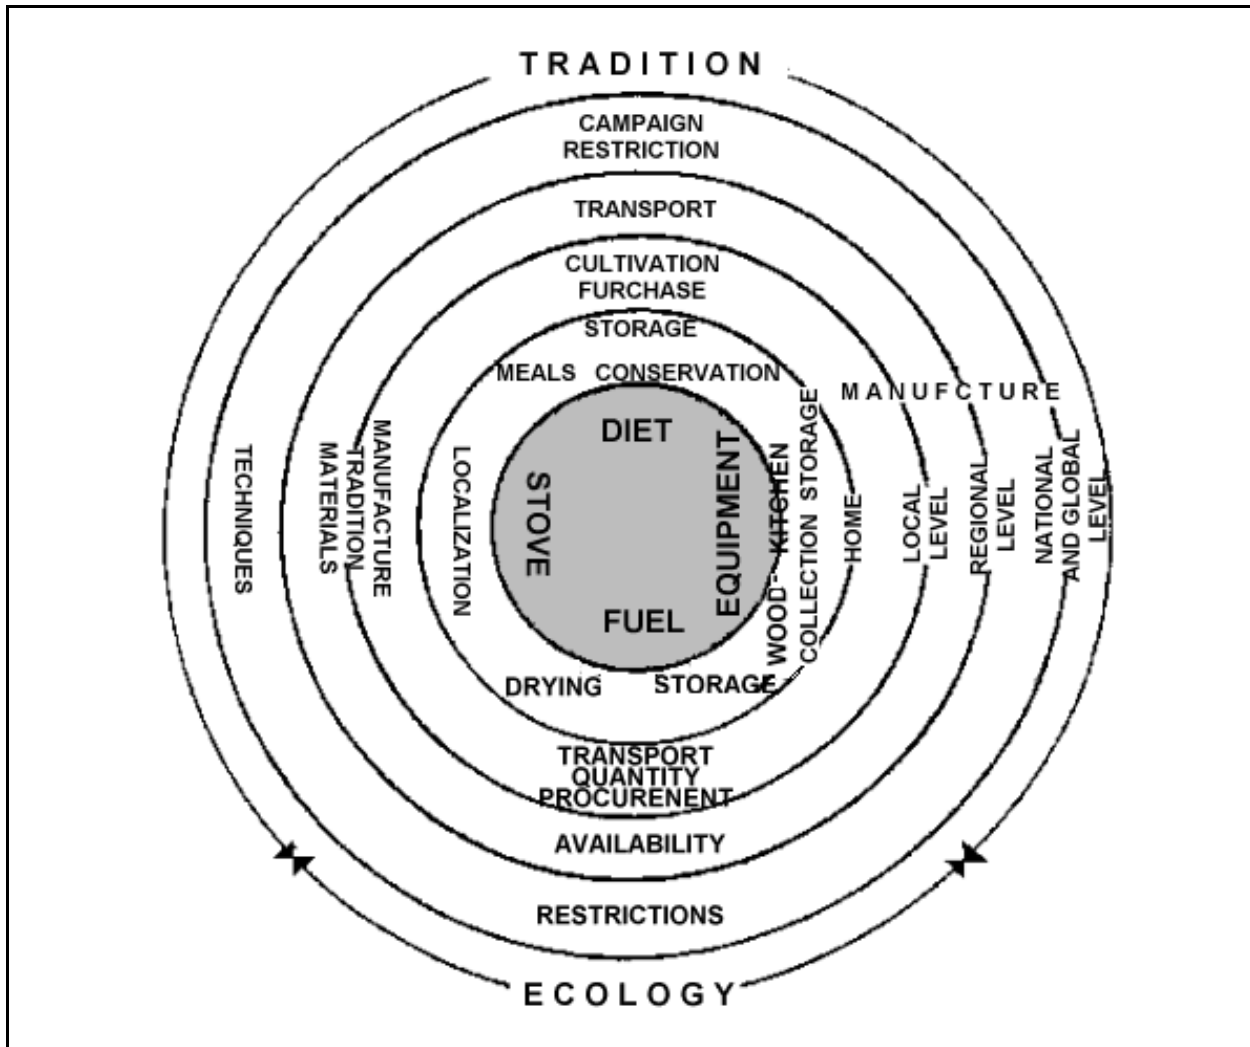 TRADITION
CAMPAIGN
RESTRICTION
TRANSPORT
CULTIVATION
FURCHASE
STORAGE
MEALS CONSERVATION
MANUFCTURE
DIET
STOVE
EQUIPMENT
FUEL
TECHNIQUES
MATERIALS
TRADITION
MANUFACTURE
LOCALIZATION
WOOD- KITCHEN
COLLECTION STORAGE
HOME
LOCAL
LEVEL
REGIONAL
LEVEL
NATIONAL
AND GLOBAL
LEVEL
DRYING STORAGE
TRANSPORT
QUANTITY
PROCURENENT
AVAILABILITY
RESTRICTIONS
ECOLOGY